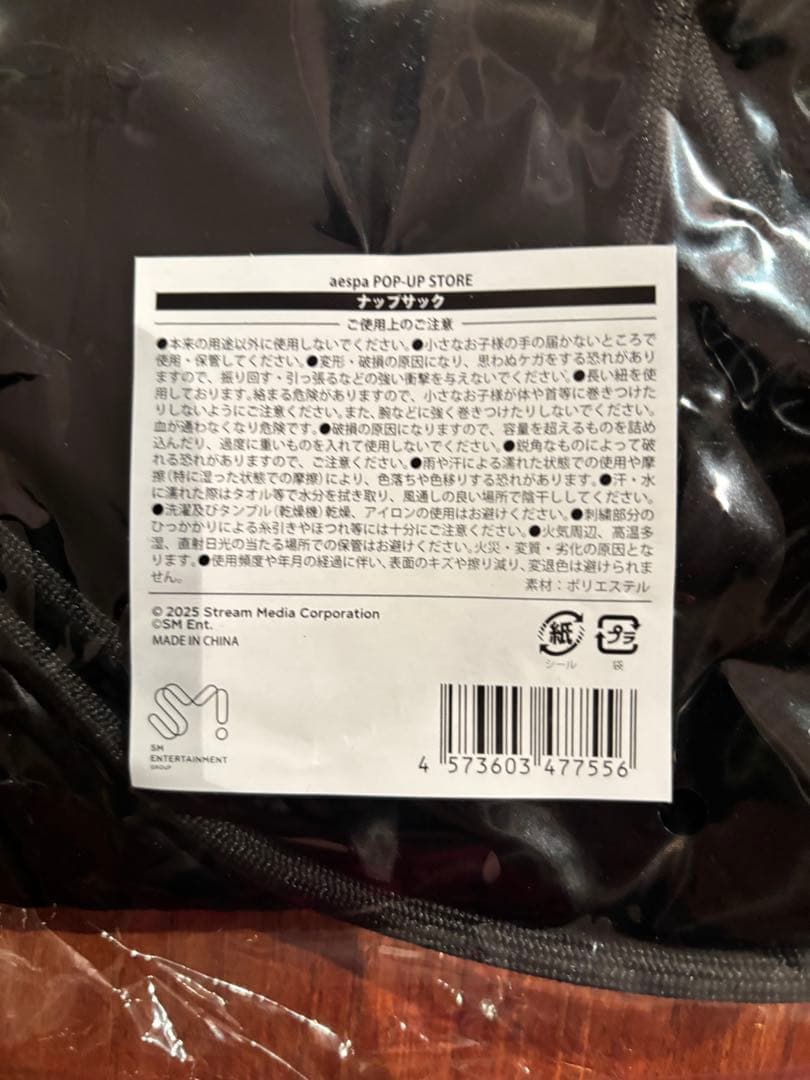 aespa POP-UP STORE
ナップサック
ご使用上のご注意
●本来の用途以外に使用しないでください。●小さなお子様の手の届かないところで
使用・保管してください。●変形・破損の原因になり、思わぬケガをする恐れがあり
ますので、振り回す・引っ張るなどの強い衝撃を与えないでください。●長い紐を使
用しております。絡まる危険がありますので、小さなお子様が体や首等に巻きつけた
りしないようにご注意ください。また、腕などに強く巻きつけたりしないでください。
血が通わなくなり危険です。●破損の原因になりますので、容量を超えるものを詰め
込んだり、過度に重いものを入れて使用しないでください。●鋭角なものによって破
れる恐れがありますので、ご注意ください。●雨や汗による濡れた状態での使用や摩
擦（特に湿った状態での摩擦）により、色落ちや色移りする恐れがあります。●汗・水
に濡れた際はタオル等で水分を拭き取り、風通しの良い場所で陰干ししてください。
●洗濯及びタンブル（乾燥機）乾燥、アイロンの使用はお避けください。●刺繍部分の
ひっかかりによる糸引きやほつれ等には十分にご注意ください。●火気周辺、高温多
湿、直射日光の当たる場所での保管はお避けください。火災・変質・劣化の原因とな
ります。●使用頻度や年月の経過に伴い、表面のキズや擦り減り、変退色は避けられま
せん。
素材：ポリエステル
© 2025 Stream Media Corporation
©SM Ent.
MADE IN CHINA
紙 プラ
シール 袋
SM
SM
ENTERTAINMENT
GROUP
4 573603 477556